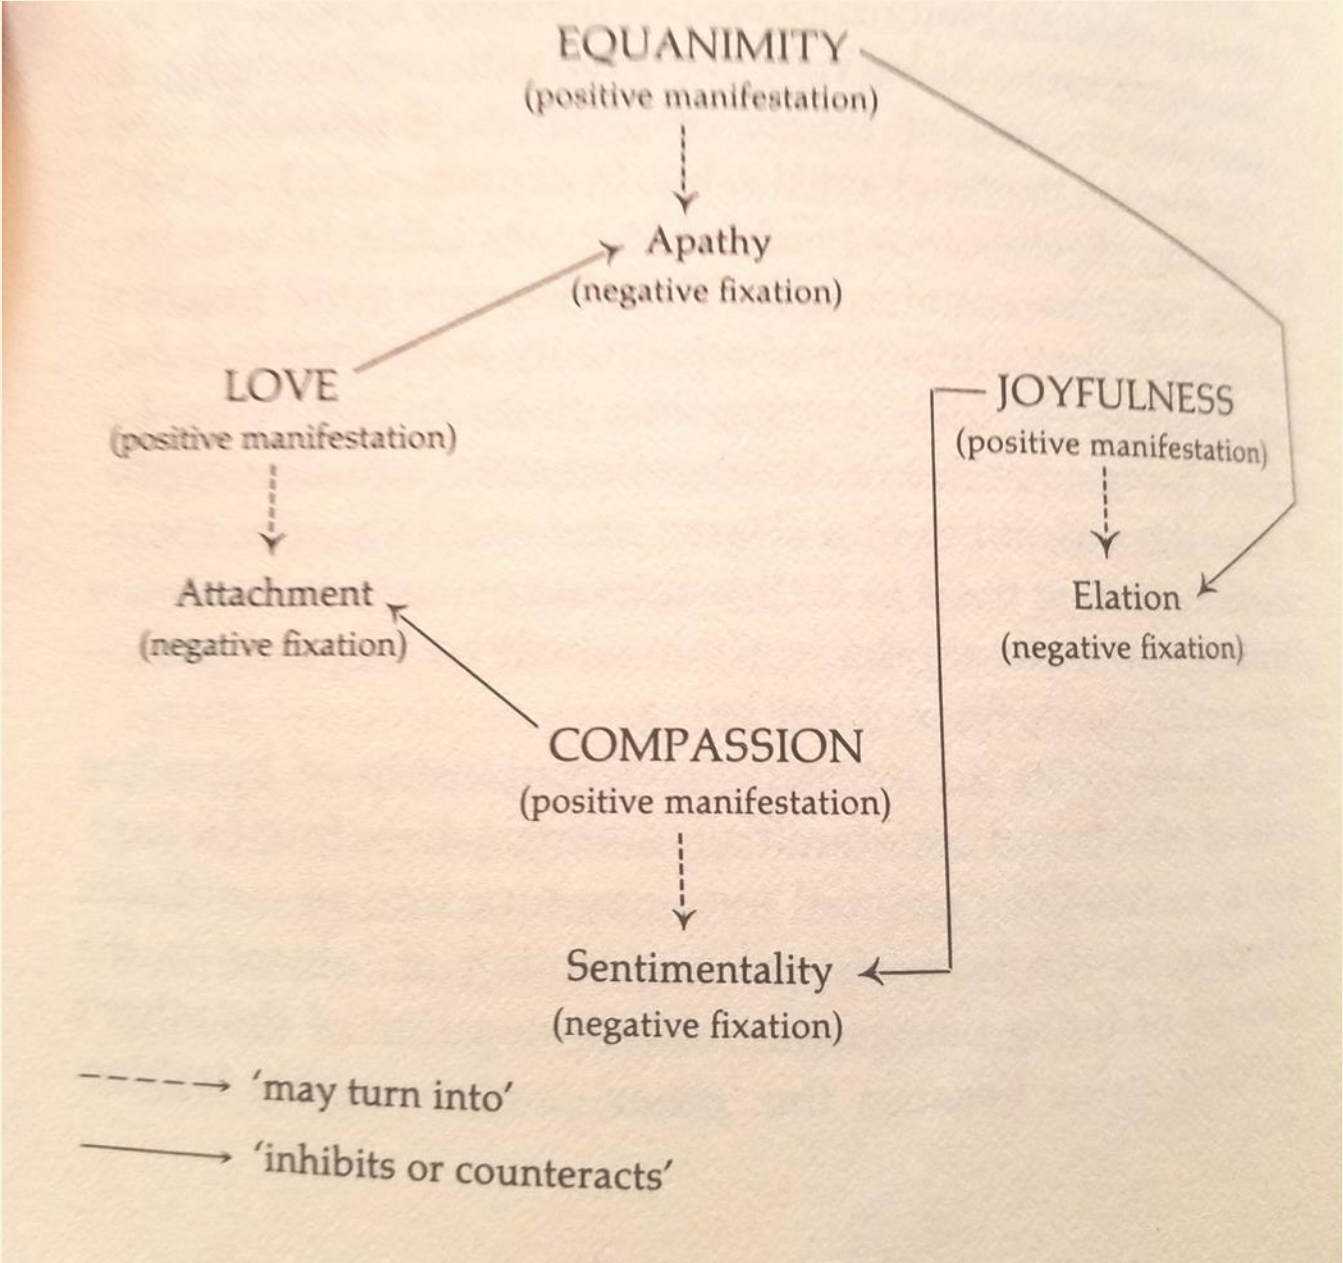 EQUANIMITY
(positive manifestation)
Apathy
(negative fixation)
LOVE
(positive manifestation)
Attachment
(negative fixation)
JOYFULNESS
(positive manifestation)
Elation
(negative fixation)
COMPASSION
(positive manifestation)
Sentimentality
(negative fixation)
'may turn into'
'inhibits or counteracts'